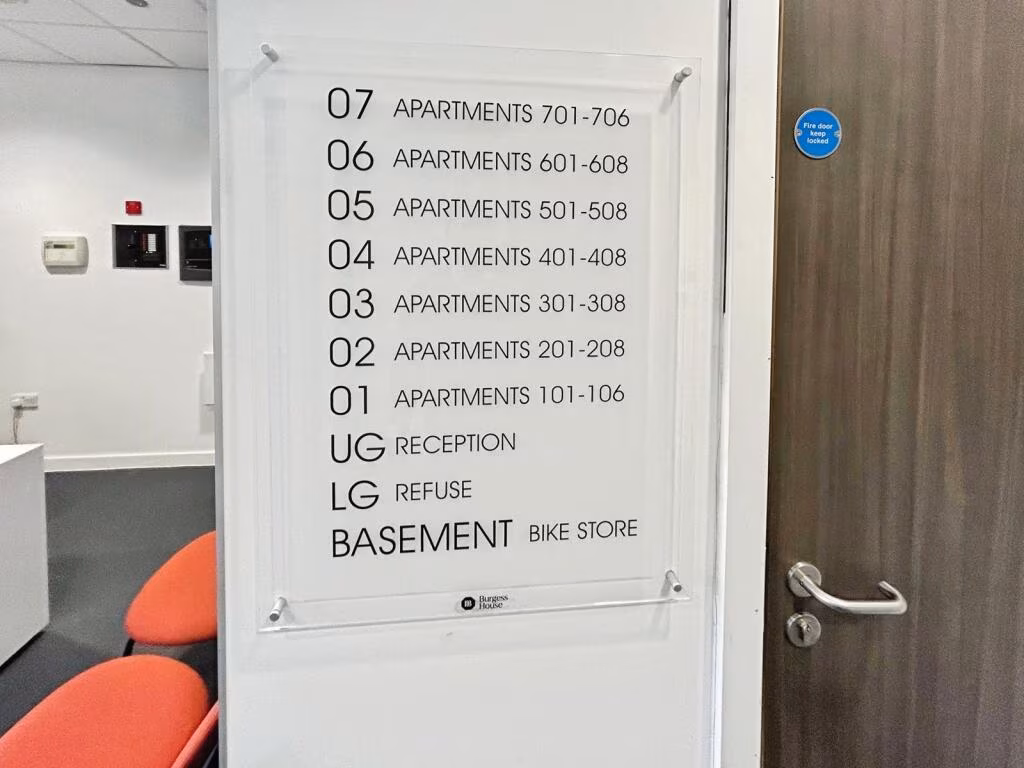 07 APARTMENTS 701-706
06 APARTMENTS 601-608
05 APARTMENTS 501-508
04 APARTMENTS 401-408
03 APARTMENTS 301-308
02 APARTMENTS 201-208
01 APARTMENTS 101-106
UG RECEPTION
LG REFUSE
BASEMENT BIKE STORE
Burgess
House
Fire door
keep
locked